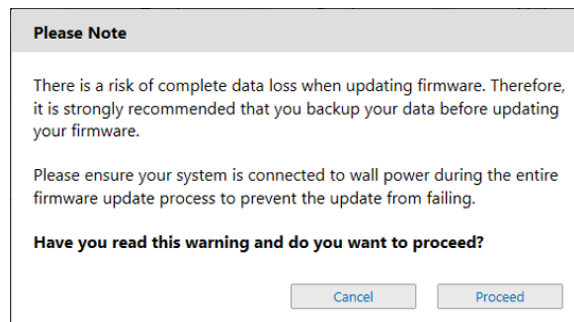 Please Note
There is a risk of complete data loss when updating firmware. Therefore,
it is strongly recommended that you backup your data before updating
your firmware.
Please ensure your system is connected to wall power during the entire
firmware update process to prevent the update from failing.
Have you read this warning and do you want to proceed?
Cancel Proceed